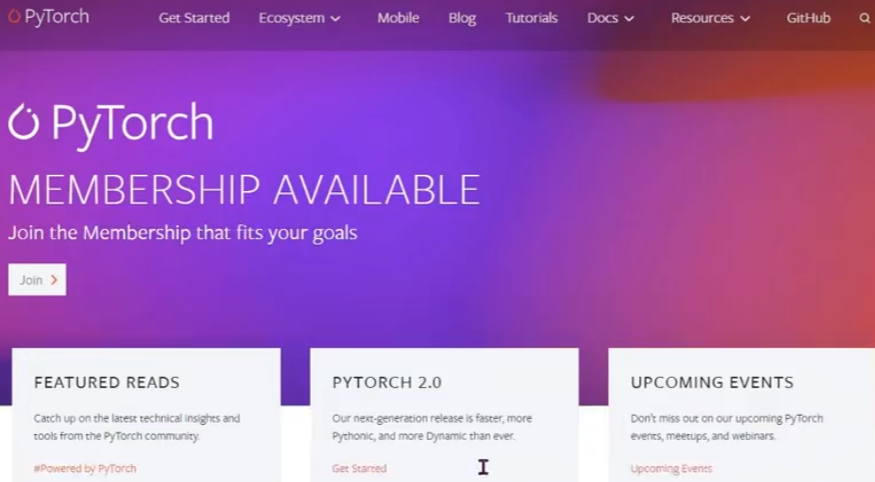 PyTorch
Get Started
Ecosystem
Mobile
Blog
Tutorials
Docs
Resources
GitHub
PyTorch
MEMBERSHIP AVAILABLE
Join the Membership that fits your goals
Join
FEATURED READS
Catch up on the latest technical insights and
tools from the PyTorch community.
#Powered by PyTorch
PYTORCH 2.0
Our next-generation release is faster, more
Pythonic, and more Dynamic than ever.
Get Started
UPCOMING EVENTS
Don't miss out on our upcoming PyTorch
events, meetups, and webinars.
Upcoming Events